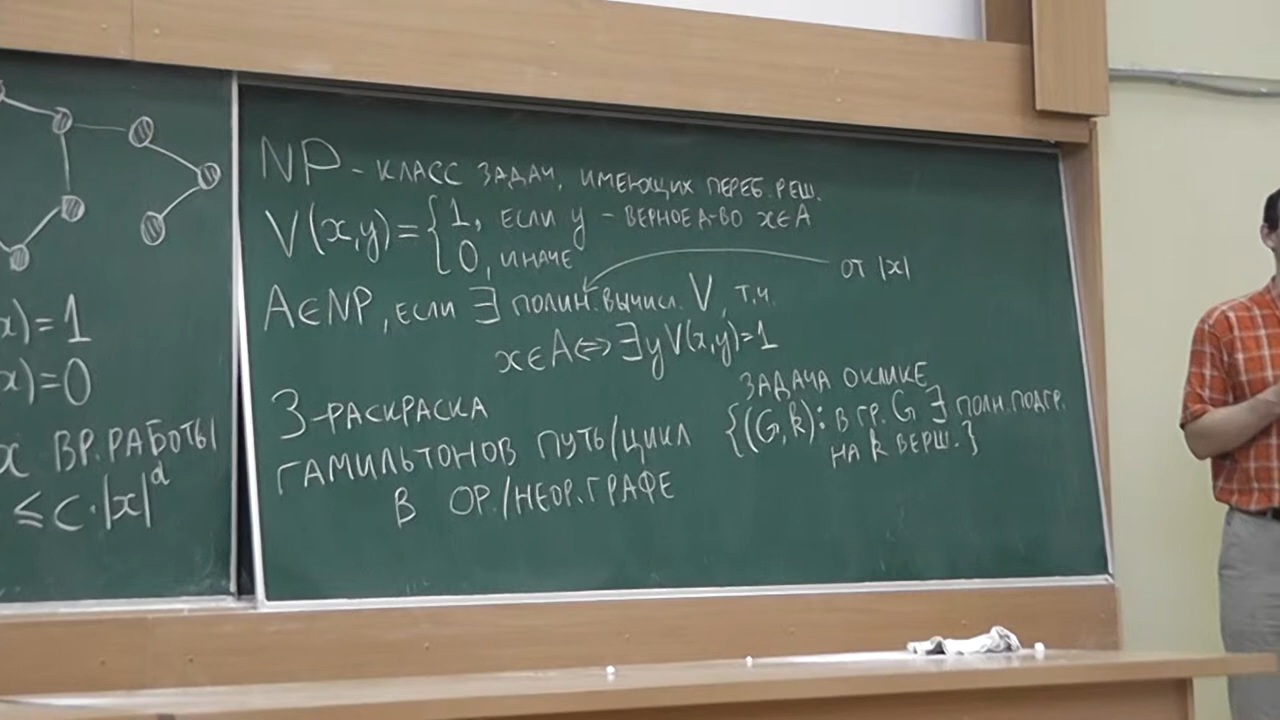 x)=1
x)=0
x ВР. РАБОТЫ
≤ C·|x|^d
NP - КЛАСС ЗАДАЧ, ИМЕЮЩИХ ПЕРЕБ. РЕШ.
V(x,y) = { 1, ЕСЛИ y - ВЕРНОЕ Д-ВО x∈A
0, ИНАЧЕ
ОТ |x|
A∈NP, ЕСЛИ ∃ ПОЛИН. ВЫЧИСЛ. V, Т.Ч.
x∈A⇔∃y V(x,y)=1
3-РАСКРАСКА
ГАМИЛЬТОНОВ ПУТЬ/ЦИКЛ
В ОР./НЕОР. ГРАФЕ
ЗАДАЧА О КЛИКЕ
{(G,k): В ГР. G ∃ ПОЛН. ПОДГР.
НА k ВЕРШ.}